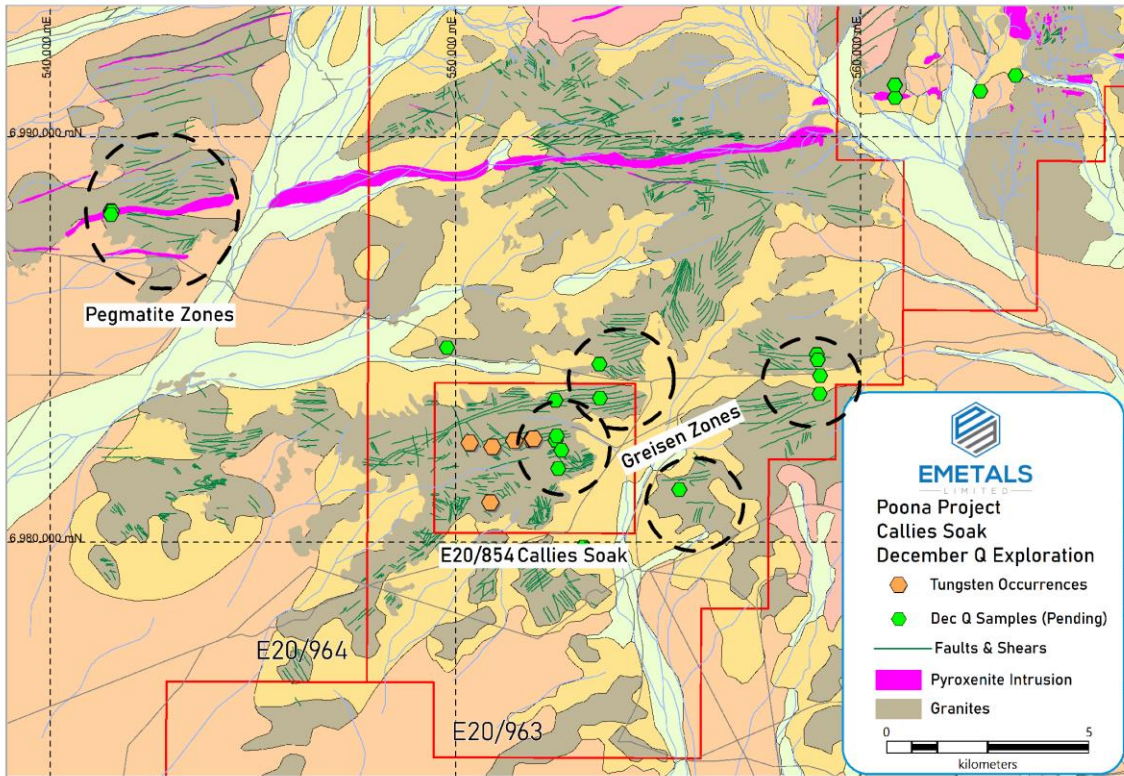 540,000 mE
550,000 mE
560,000 mE
6 990,000 mN
Pegmatite Zones
Greisen Zones
6 980,000 mN
E20/854 Callies Soak
E20/964
E20/963
EMETALS
LIMITED
Poona Project
Callies Soak
December Q Exploration
Tungsten Occurrences
Dec Q Samples (Pending)
Faults & Shears
Pyroxenite Intrusion
Granites
0 5
kilometers